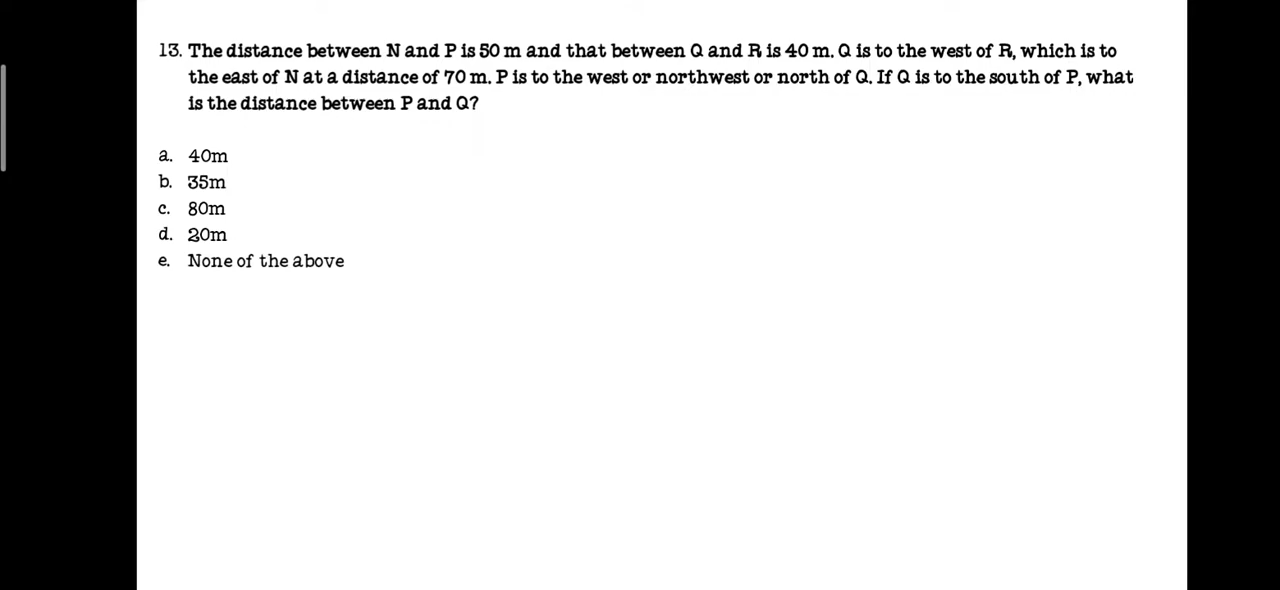 13. The distance between N and P is 50 m and that between Q and R is 40 m. Q is to the west of R, which is to
the east of N at a distance of 70 m. P is to the west or northwest or north of Q. If Q is to the south of P, what
is the distance between P and Q?
a. 40m
b. 35m
c. 80m
d. 20m
e. None of the above